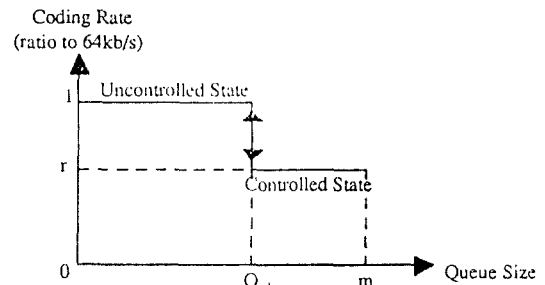 Coding Rate
(ratio to 64kb/s)
1
Uncontrolled State
r
Controlled State
0
m
Queue Size